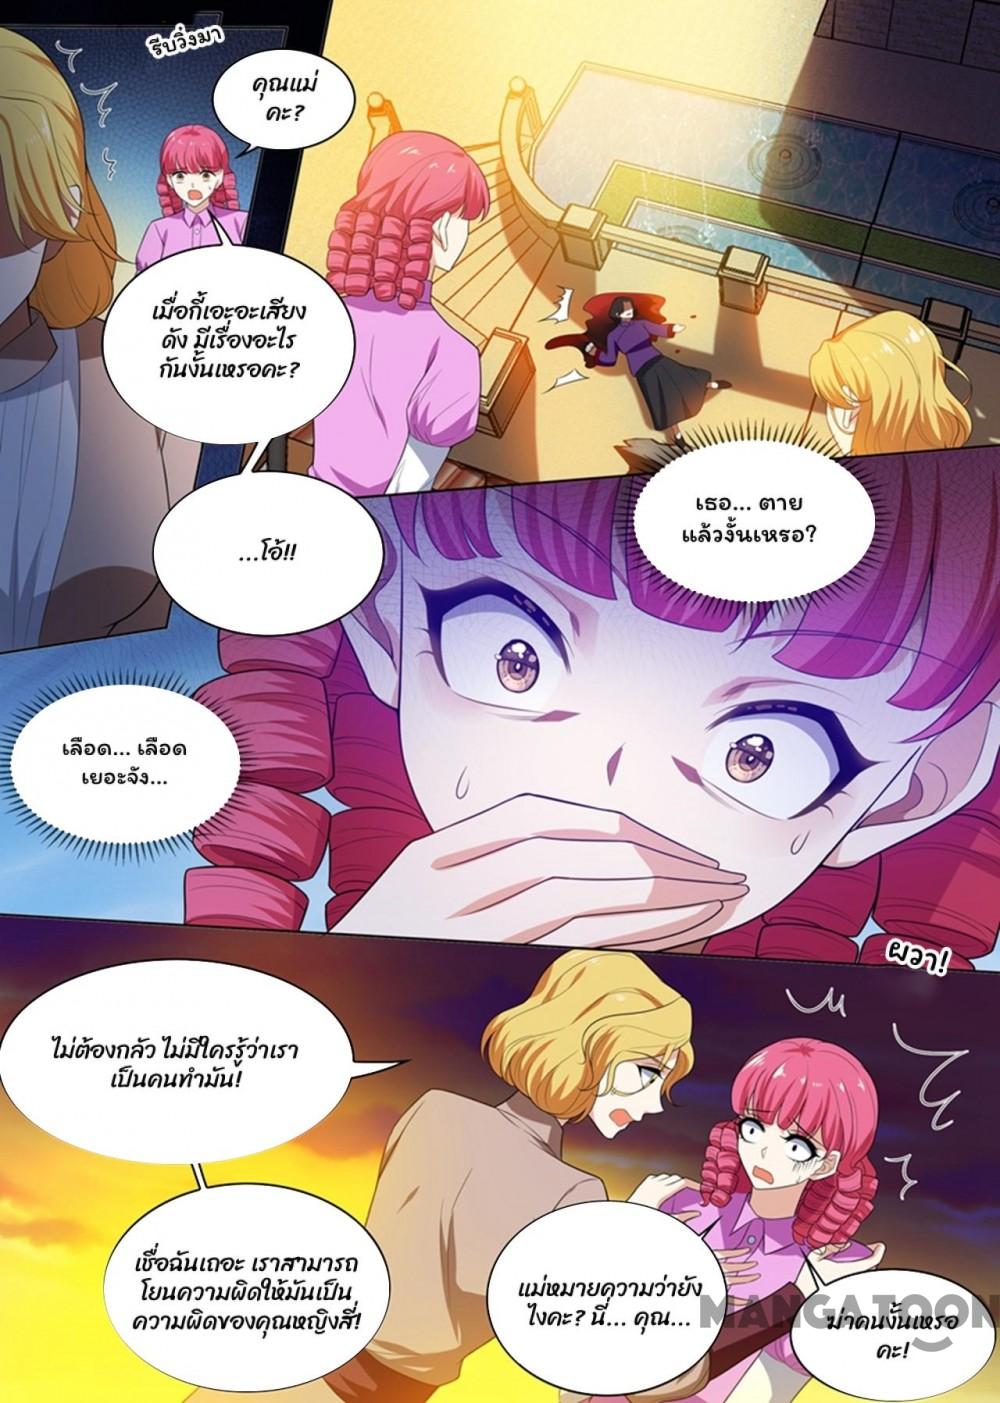 รีบวิ่งมา
คุณแม่
คะ?
เมื่อกี้เอะอะเสียง
ดัง มีเรื่องอะไร
กันงั้นเหรอคะ?
...โอ้!!
เธอ... ตาย
แล้วงั้นเหรอ?
เลือด... เลือด
เยอะจัง...
ผวา!
ไม่ต้องกลัว ไม่มีใครรู้ว่าเรา
เป็นคนทำมัน!
เชื่อฉันเถอะ เราสามารถ
โยนความผิดให้มันเป็น
ความผิดของคุณหญิงสี่!
แม่หมายความว่ายัง
ไงคะ? นี่... คุณ...
ฆ่าคนงั้นเหรอ
คะ!
MANGATOON